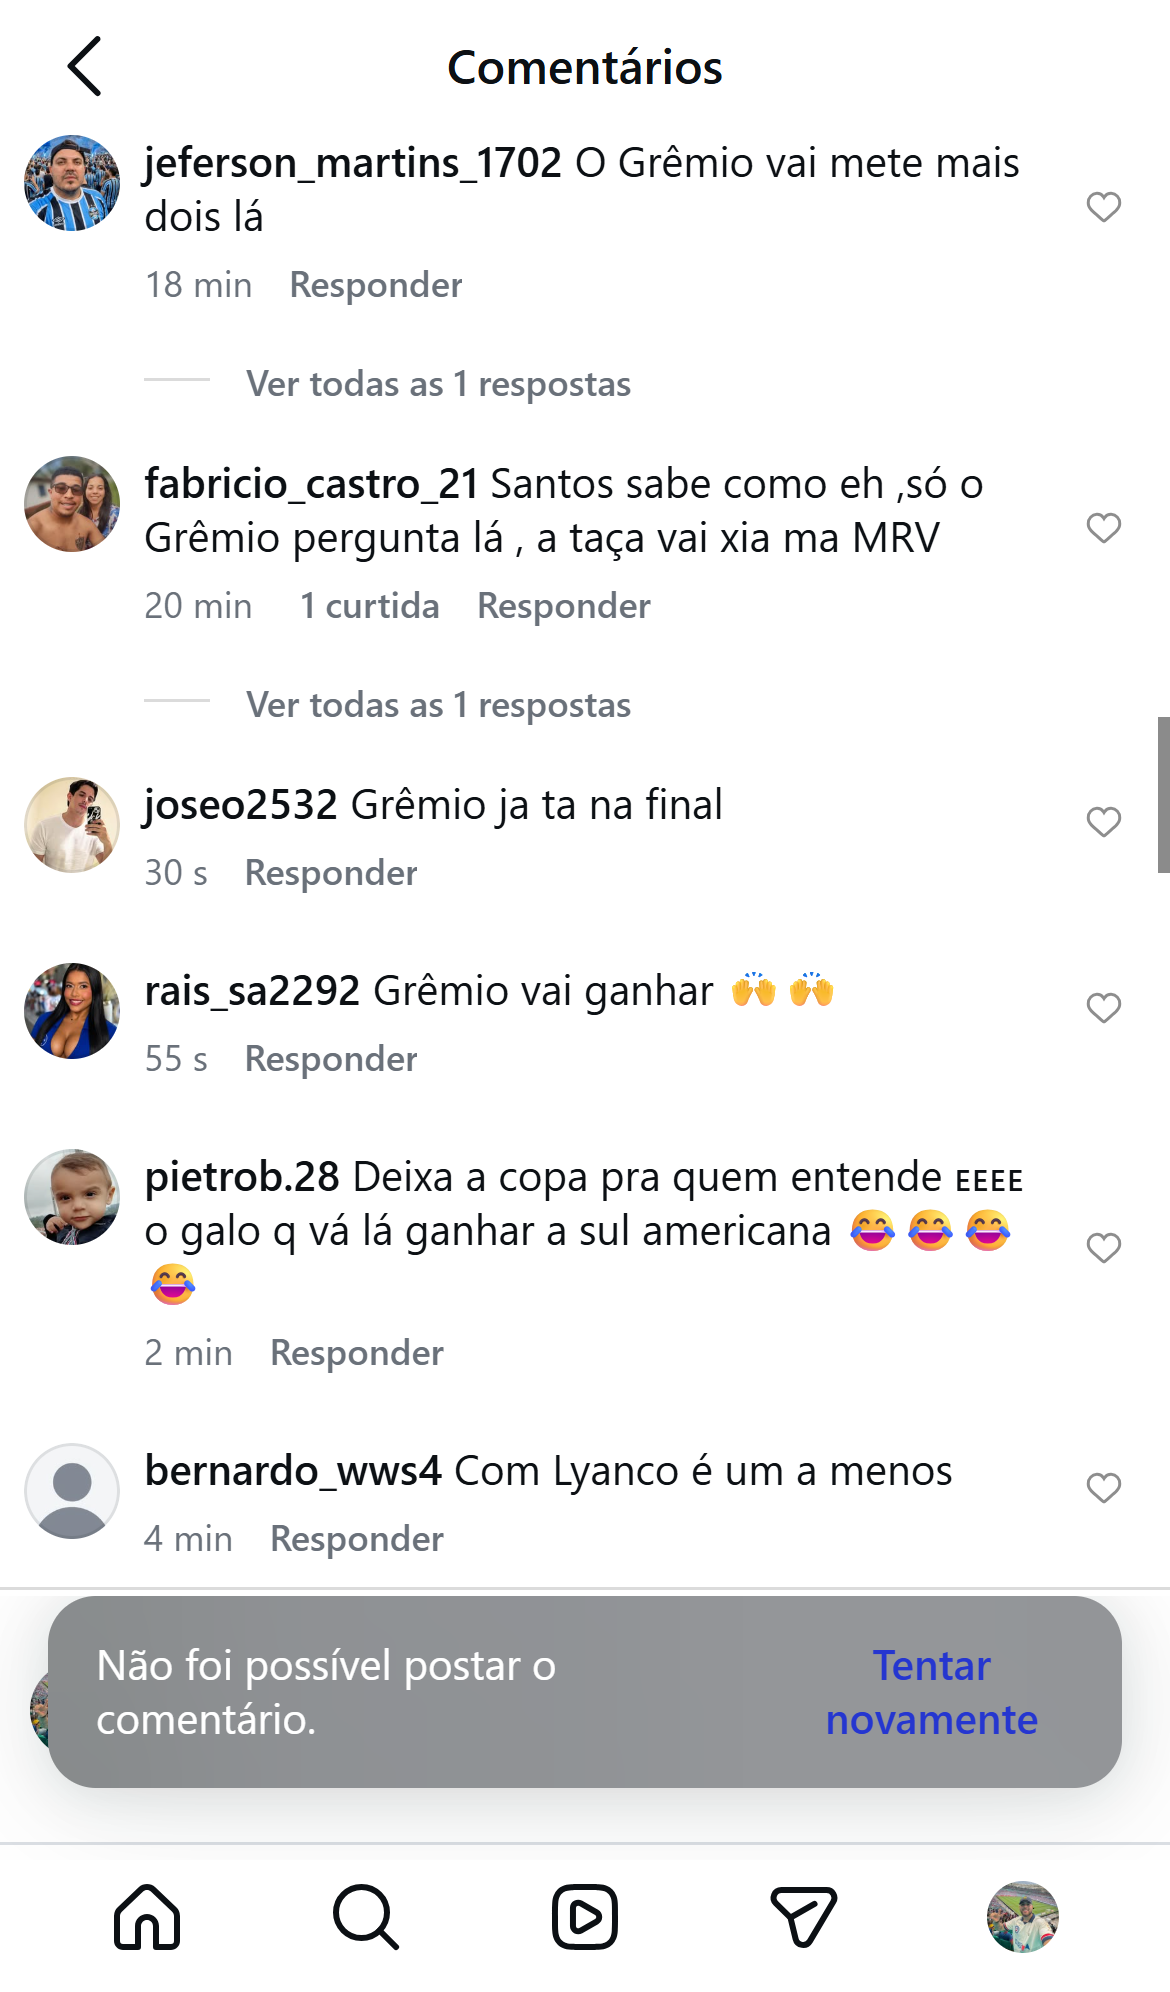 Comentários
jeferson_martins_1702 O Grêmio vai mete mais
dois lá
18 min Responder
Ver todas as 1 respostas
fabricio_castro_21 Santos sabe como eh ,só o
Grêmio pergunta lá , a taça vai xia ma MRV
20 min 1 curtida Responder
Ver todas as 1 respostas
joseo2532 Grêmio ja ta na final
30 s Responder
rais_sa2292 Grêmio vai ganhar 🙌🙌
55 s Responder
pietrob.28 Deixa a copa pra quem entende ᴇᴇᴇᴇ
o galo q vá lá ganhar a sul americana 😂😂😂
😂
2 min Responder
bernardo_wws4 Com Lyanco é um a menos
4 min Responder
Não foi possível postar o
comentário.
Tentar
novamente